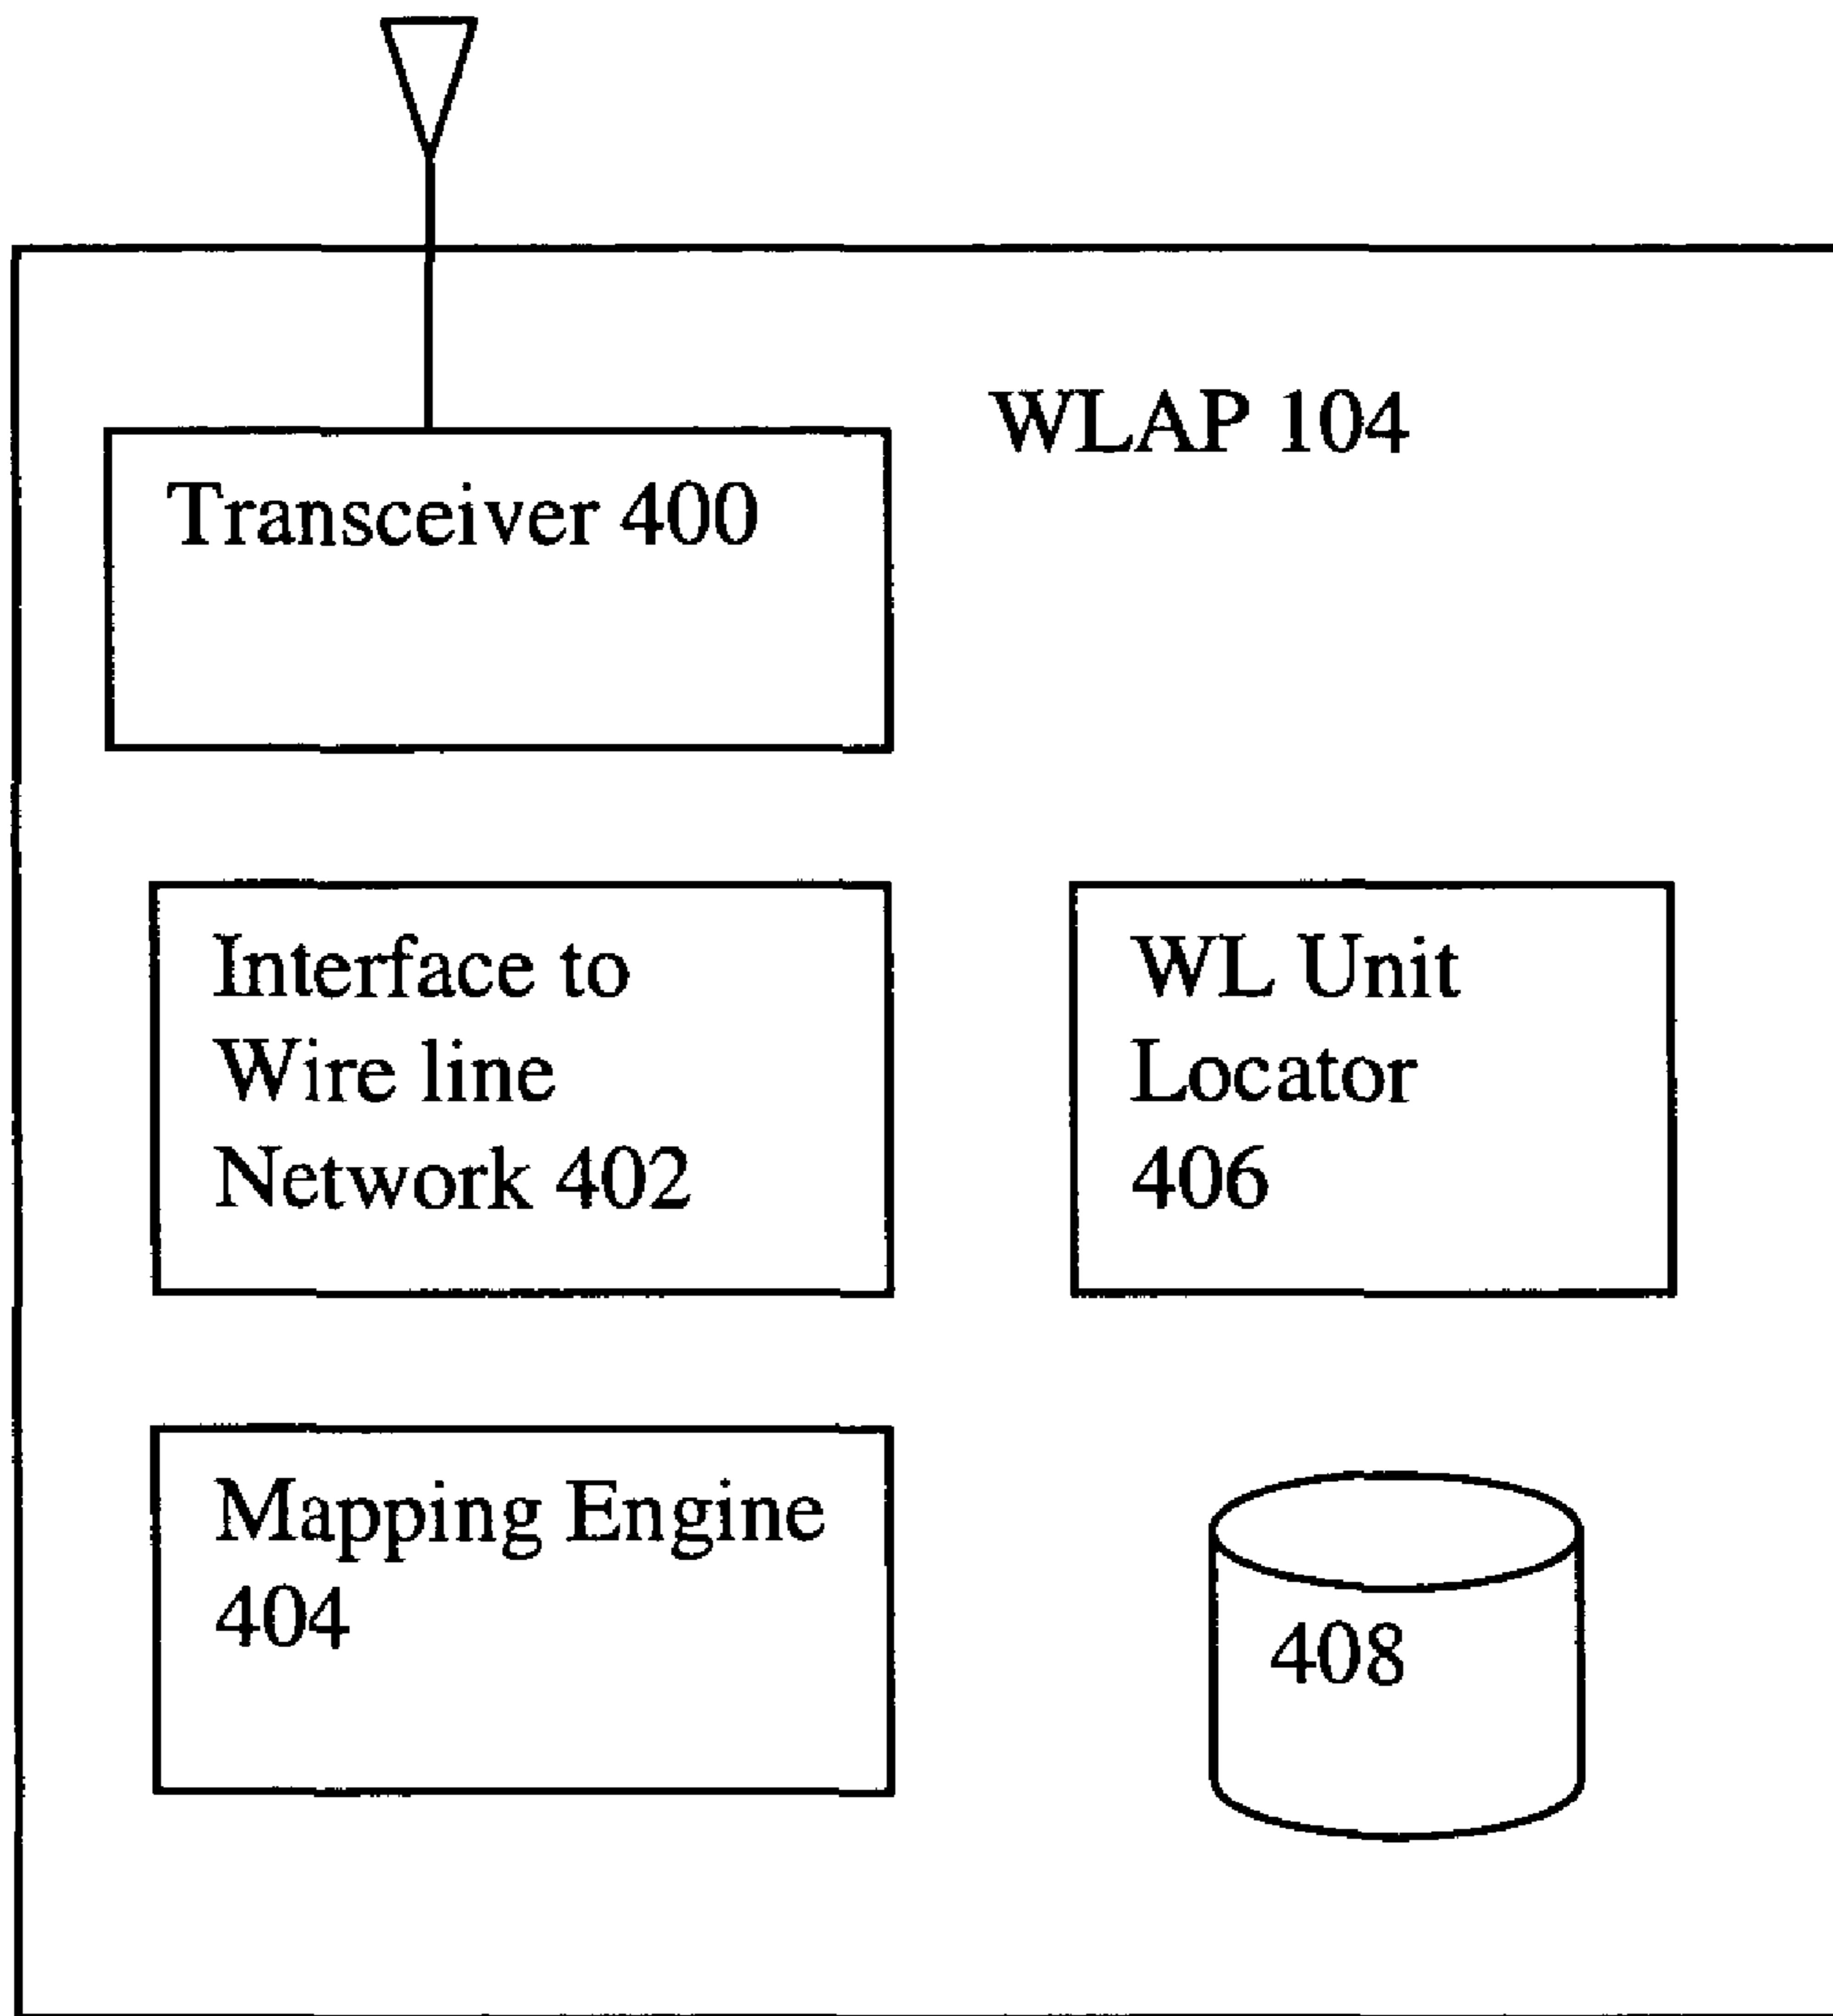 WLAP 104
Transceiver 400
Interface to
Wire line
Network 402
WL Unit
Locator
406
Mapping Engine
404
408